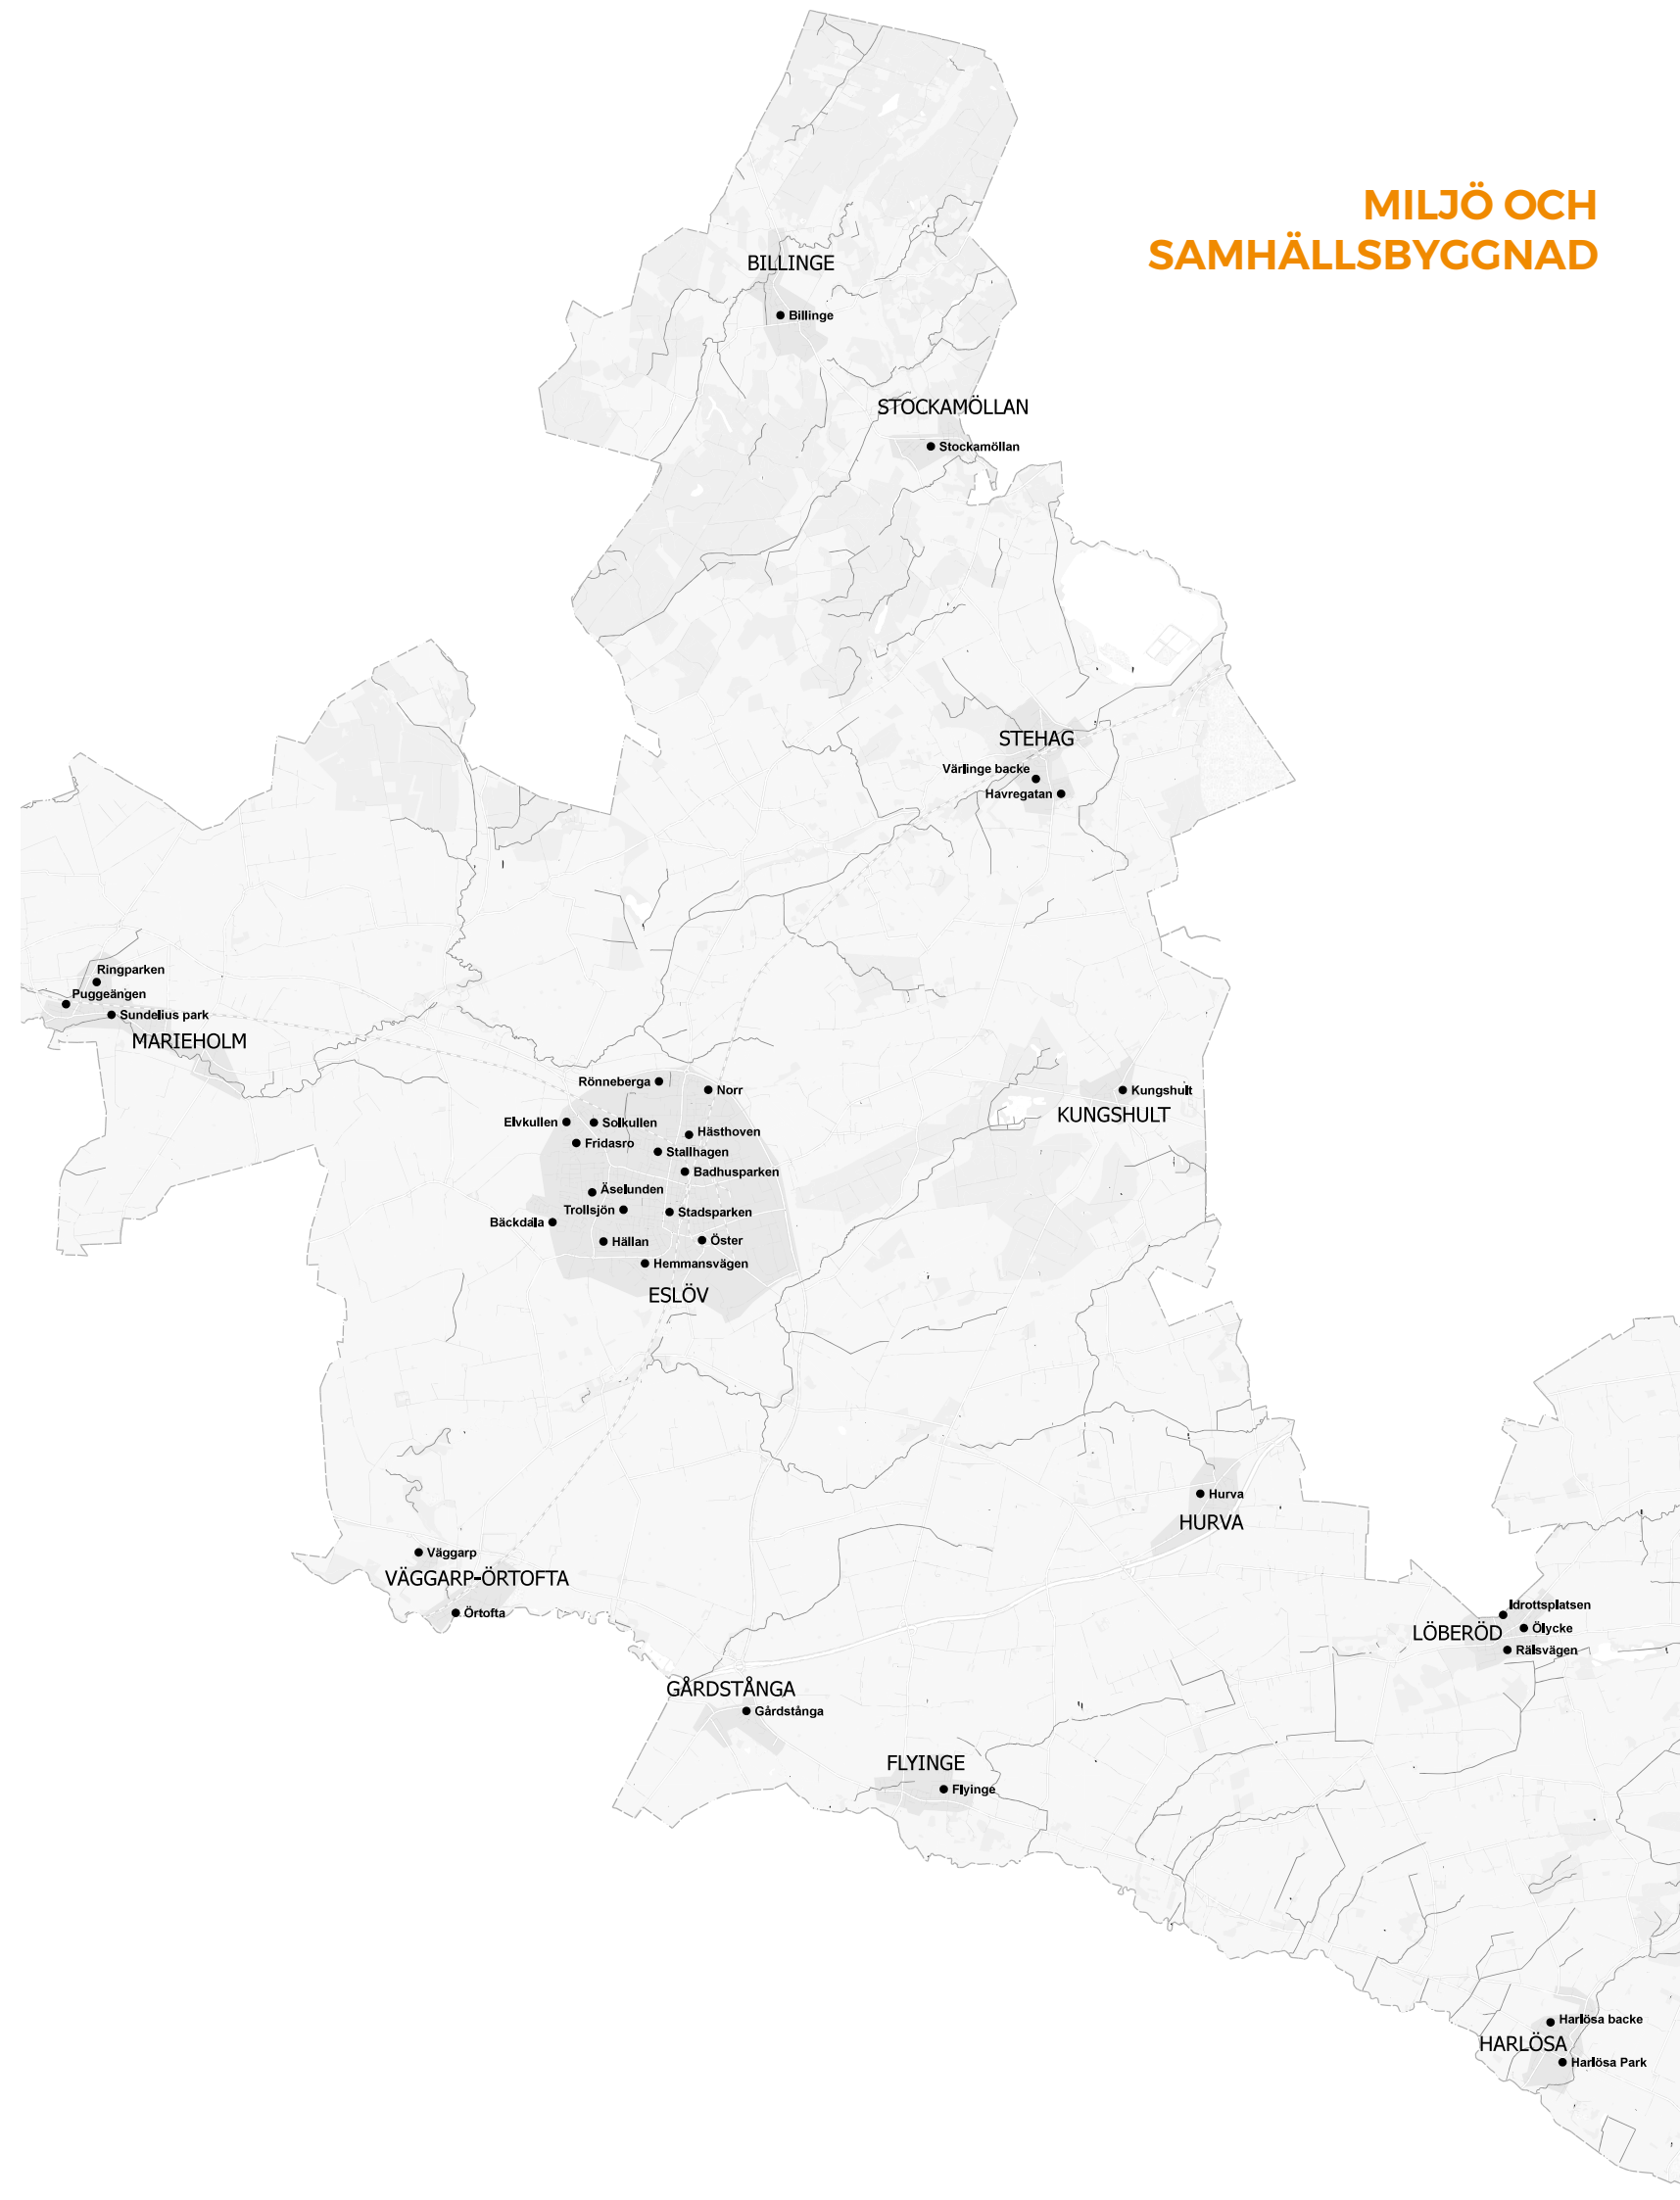 MILJÖ OCH
SAMHÄLLSBYGGNAD
BILLINGE
Billinge
STOCKAMÖLLAN
Stockamöllan
STEHAG
Värlinge backe
Havregatan
Ringparken
Puggeängen
Sundelius park
MARIEHOLM
Rönneberga
Norr
Kungshult
KUNGSHULT
Elvkullen
Solkullen
Hästhoven
Fridasro
Stallhagen
Badhusparken
Äselunden
Trollsjön
Stadsparken
Bäckdala
Hällan
Öster
Hemmansvägen
ESLÖV
Hurva
HURVA
Väggarp
VÄGGARP-ÖRTOFTA
Örtofta
Idrottsplatsen
LÖBERÖD
Ölycke
Rälsvägen
GÅRDSTÅNGA
Gårdstånga
FLYINGE
Flyinge
Harlösa backe
HARLÖSA
Harlösa Park